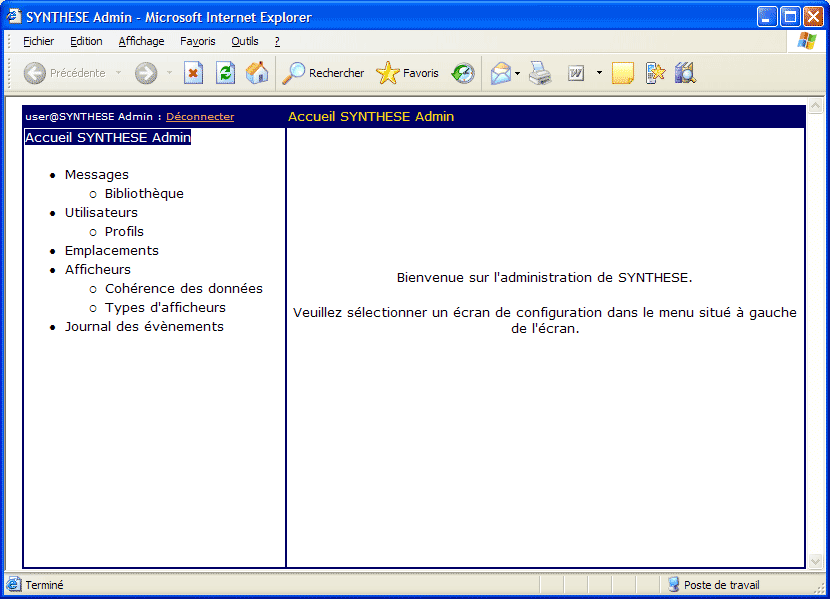 SYNTHESE Admin - Microsoft Internet Explorer
Fichier Edition Affichage Favoris Outils ?
Précédente Rechercher Favoris
user@SYNTHESE Admin : Déconnecter
Accueil SYNTHESE Admin
Accueil SYNTHESE Admin
Messages
Bibliothèque
Utilisateurs
Profils
Emplacements
Afficheurs
Cohérence des données
Types d'afficheurs
Journal des évènements
Bienvenue sur l'administration de SYNTHESE.
Veuillez sélectionner un écran de configuration dans le menu situé à gauche
de l'écran.
Terminé
Poste de travail